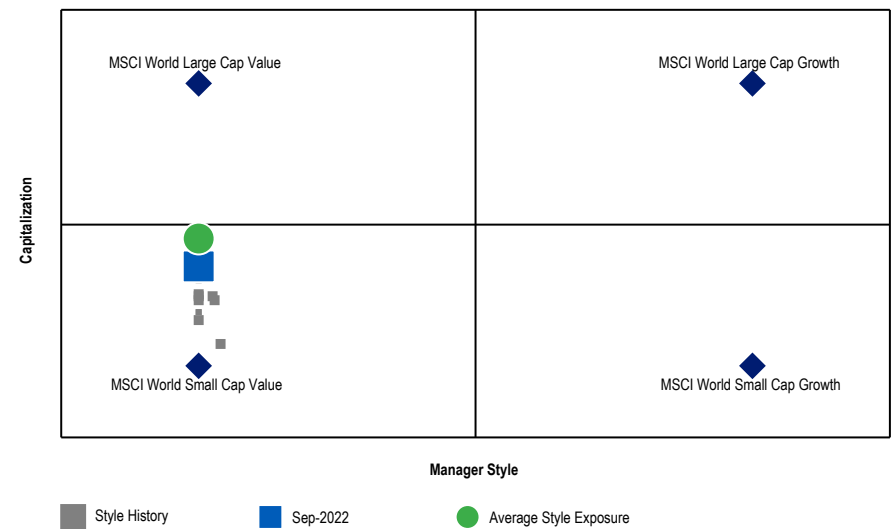 MSCI World Large Cap Value
MSCI World Large Cap Growth
Capitalization
MSCI World Small Cap Value
MSCI World Small Cap Growth
Manager Style
Style History
Sep-2022
Average Style Exposure